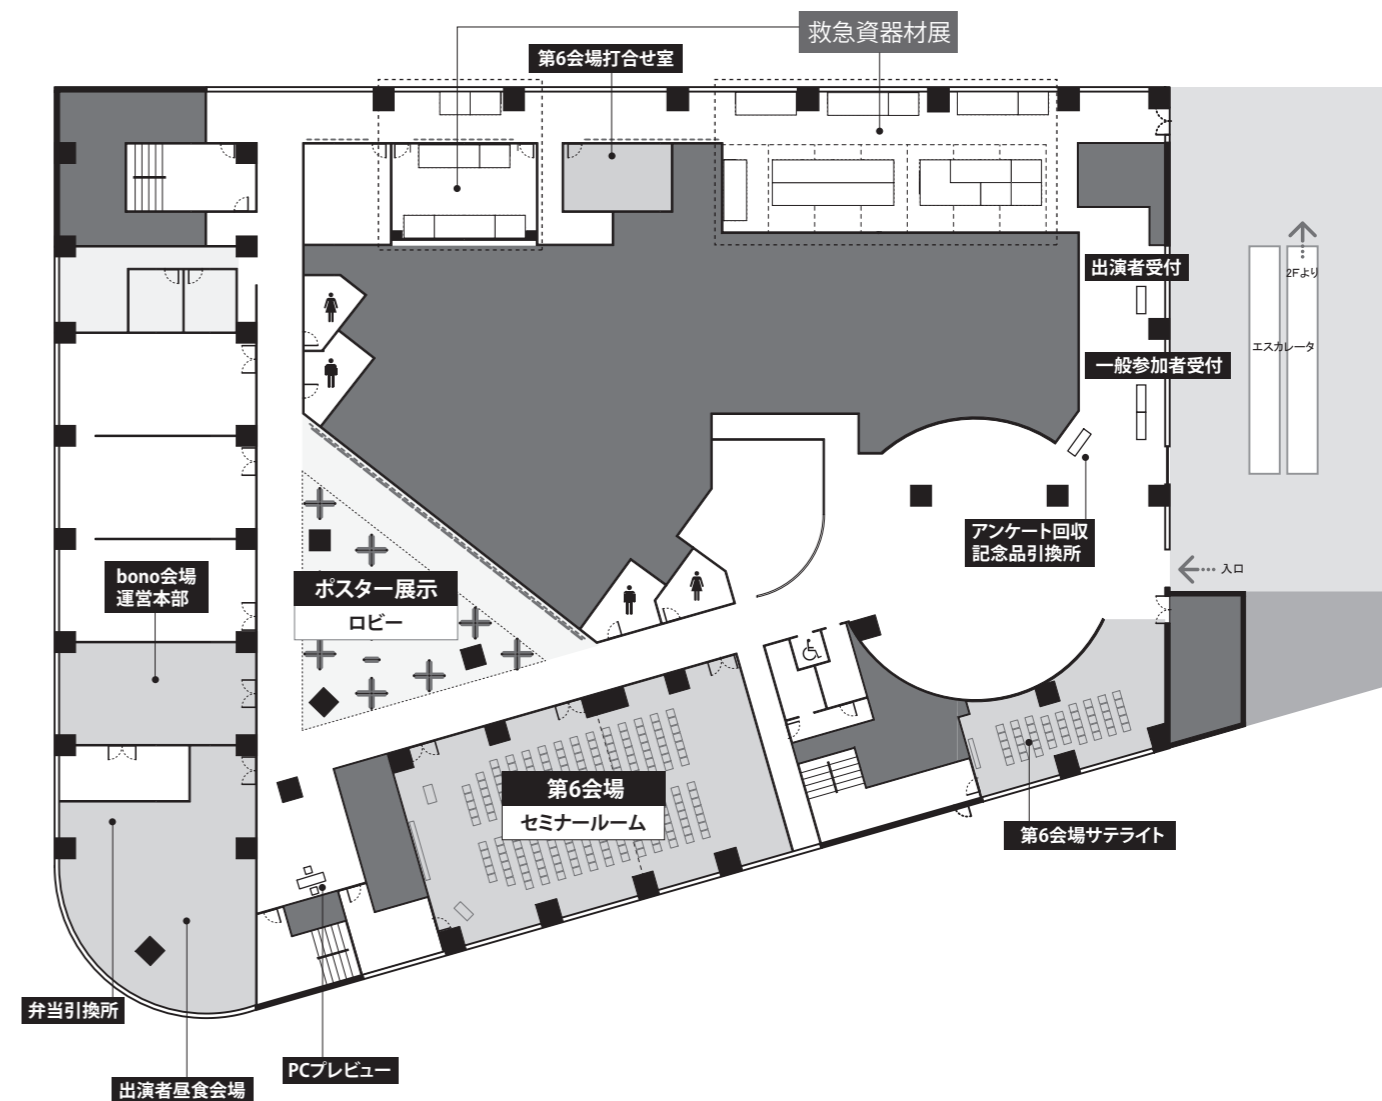 救急資器材展
第6会場打合せ室
出演者受付
2Fより
エスカレータ
一般参加者受付
アンケート回収
記念品引換所
入口
bono会場
運営本部
ポスター展示
ロビー
第6会場
セミナールーム
第6会場サテライト
弁当引換所
PCプレビュー
出演者昼食会場